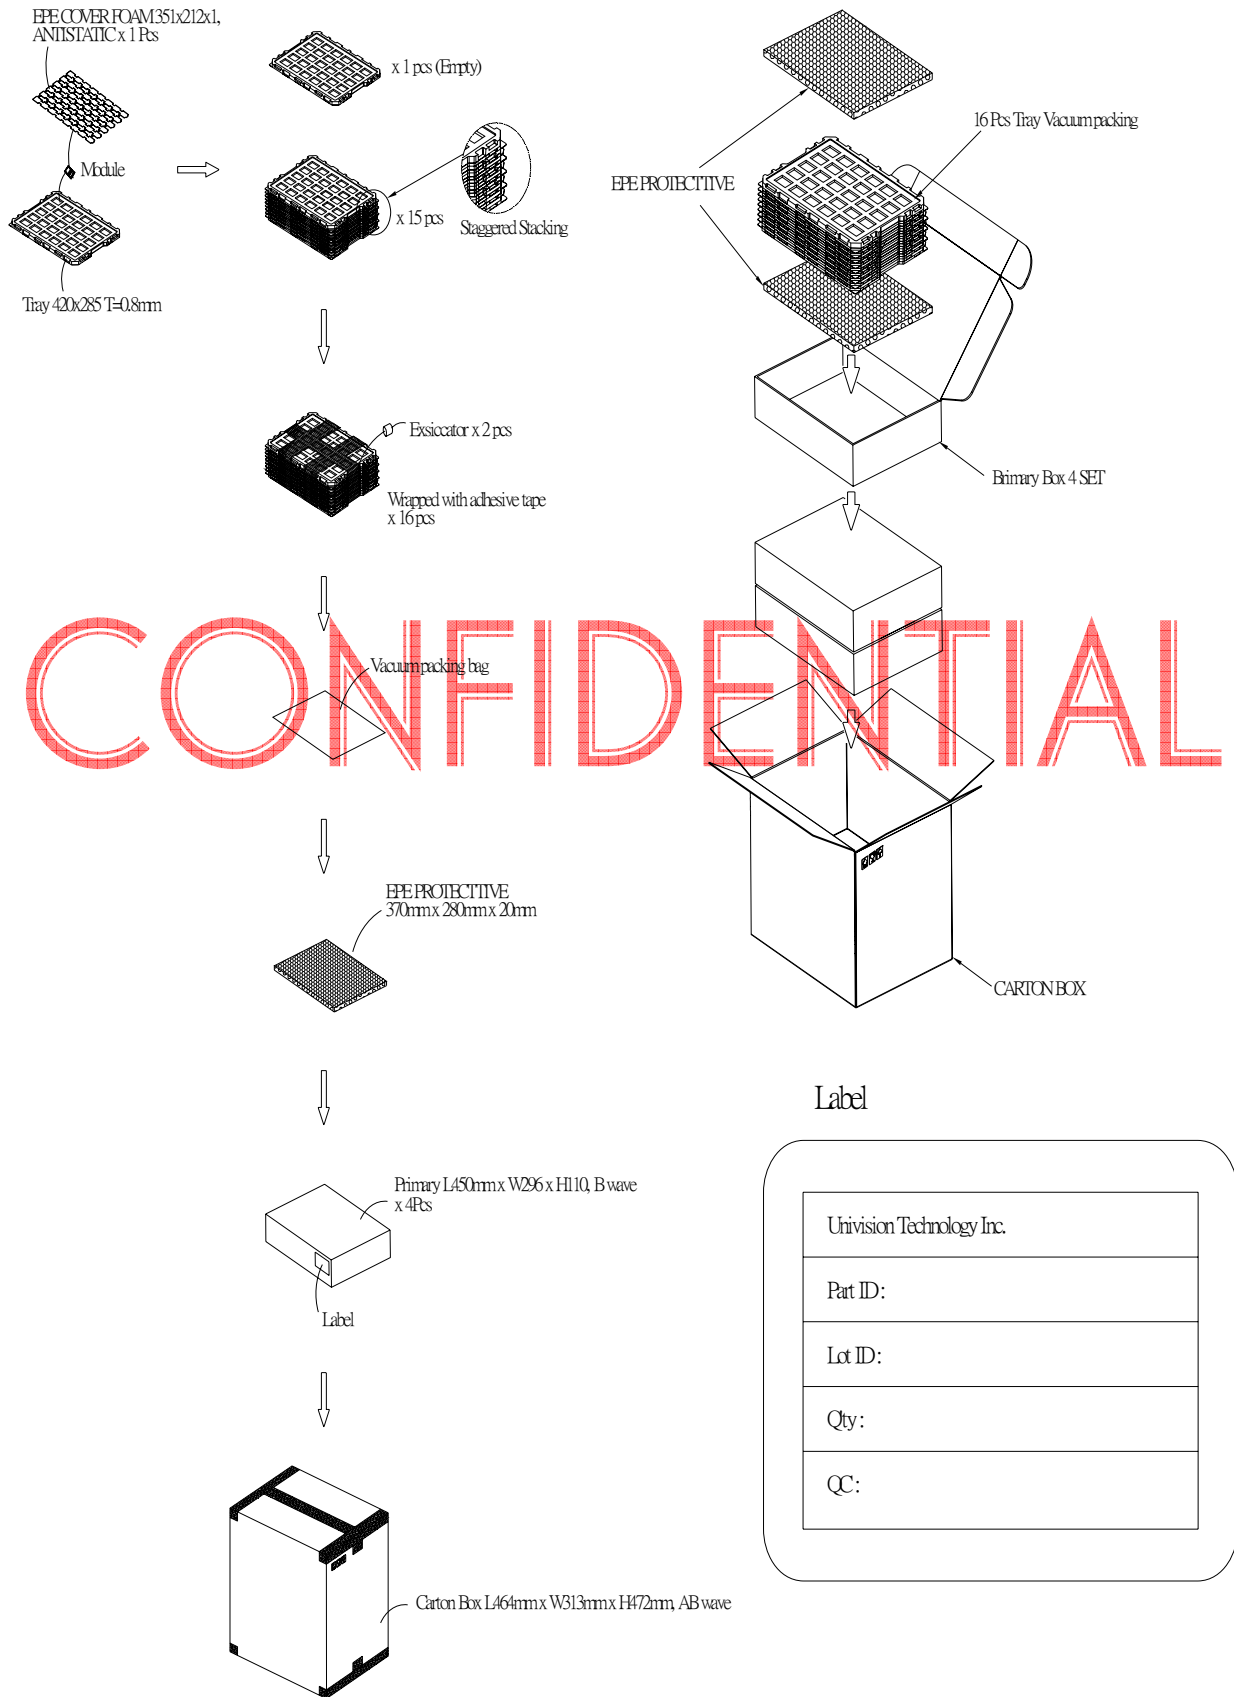 EPE COVER FOAM 351x212x1,
ANTISTATIC x 1 Pcs
Module
Tray 420x285 T=0.8mm
x 1 pcs (Empty)
x 15 pcs
Staggered Stacking
Exsiccator x 2 pcs
Wrapped with adhesive tape
x 16 pcs
Vacuum packing bag
EPE PROTECTTIVE
370mm x 280mm x 20mm
Primary L450mm x W296 x H110, B wave
x 4Pcs
Label
Carton Box L464mm x W313mm x H472mm, AB wave
16 Pcs Tray Vacuum packing
EPE PROTECTTIVE
Brimary Box 4 SET
CONFIDENTIAL
CARTON BOX
Label
Univision Technology Inc.
Part ID :
Lot ID :
Q'ty :
QC :